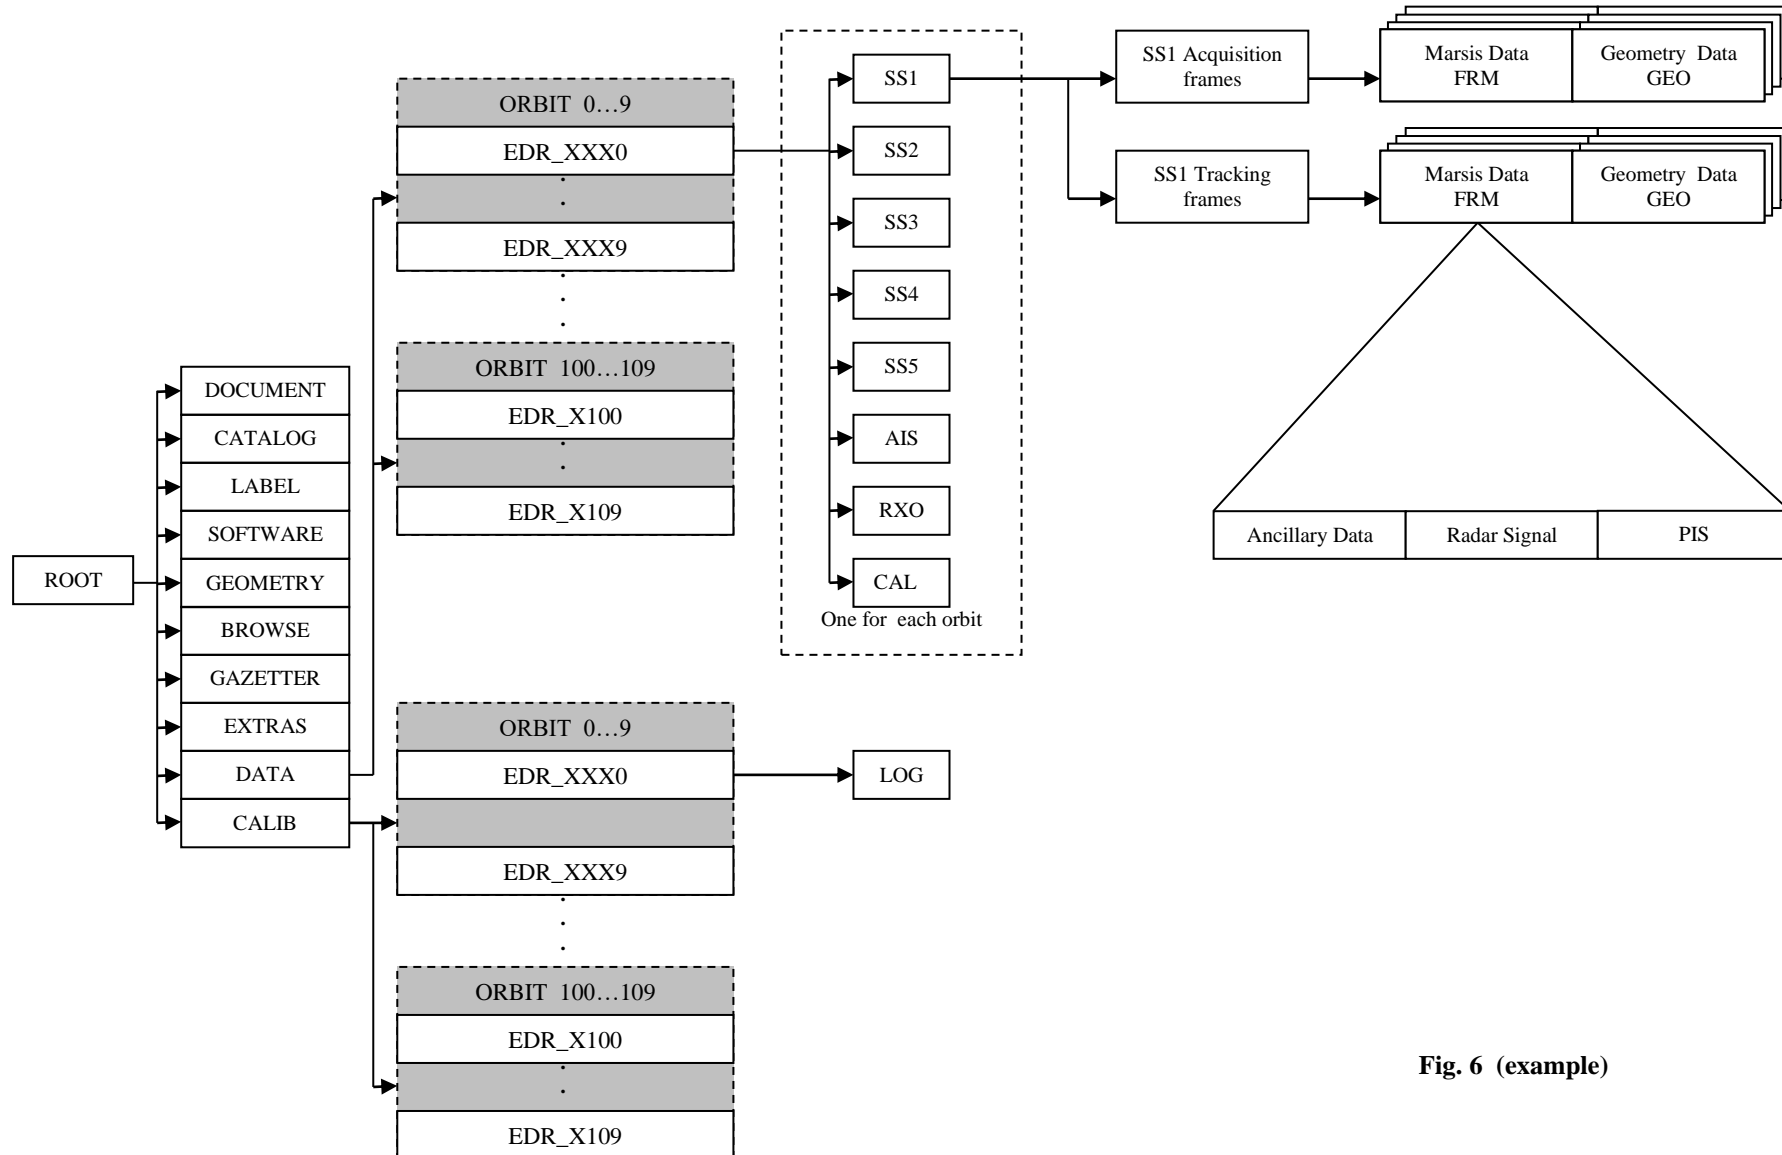 ROOT
DOCUMENT
CATALOG
LABEL
SOFTWARE
GEOMETRY
BROWSE
GAZETTER
EXTRAS
DATA
CALIB
ORBIT 0…9
EDR_XXX0
.
.
EDR_XXX9
.
.
.
ORBIT 100…109
EDR_X100
.
.
EDR_X109
ORBIT 0…9
EDR_XXX0
EDR_XXX9
.
.
.
ORBIT 100…109
EDR_X100
.
.
EDR_X109
SS1
SS2
SS3
SS4
SS5
AIS
RXO
CAL
One for each orbit
LOG
SS1 Acquisition
frames
Marsis Data
FRM
Geometry Data
GEO
SS1 Tracking
frames
Marsis Data
FRM
Geometry Data
GEO
Ancillary Data
Radar Signal
PIS
Fig. 6 (example)